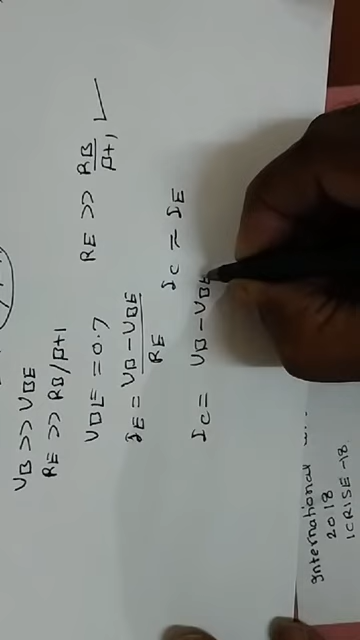 VB >> VBE
RE >> RB/β+1
VBE = 0.7 RE >> RB/β+1 ✓
IE = VB - VBE/RE
IC ≈ IE
IC = VB - VBE
International
2018
ICRISE-18